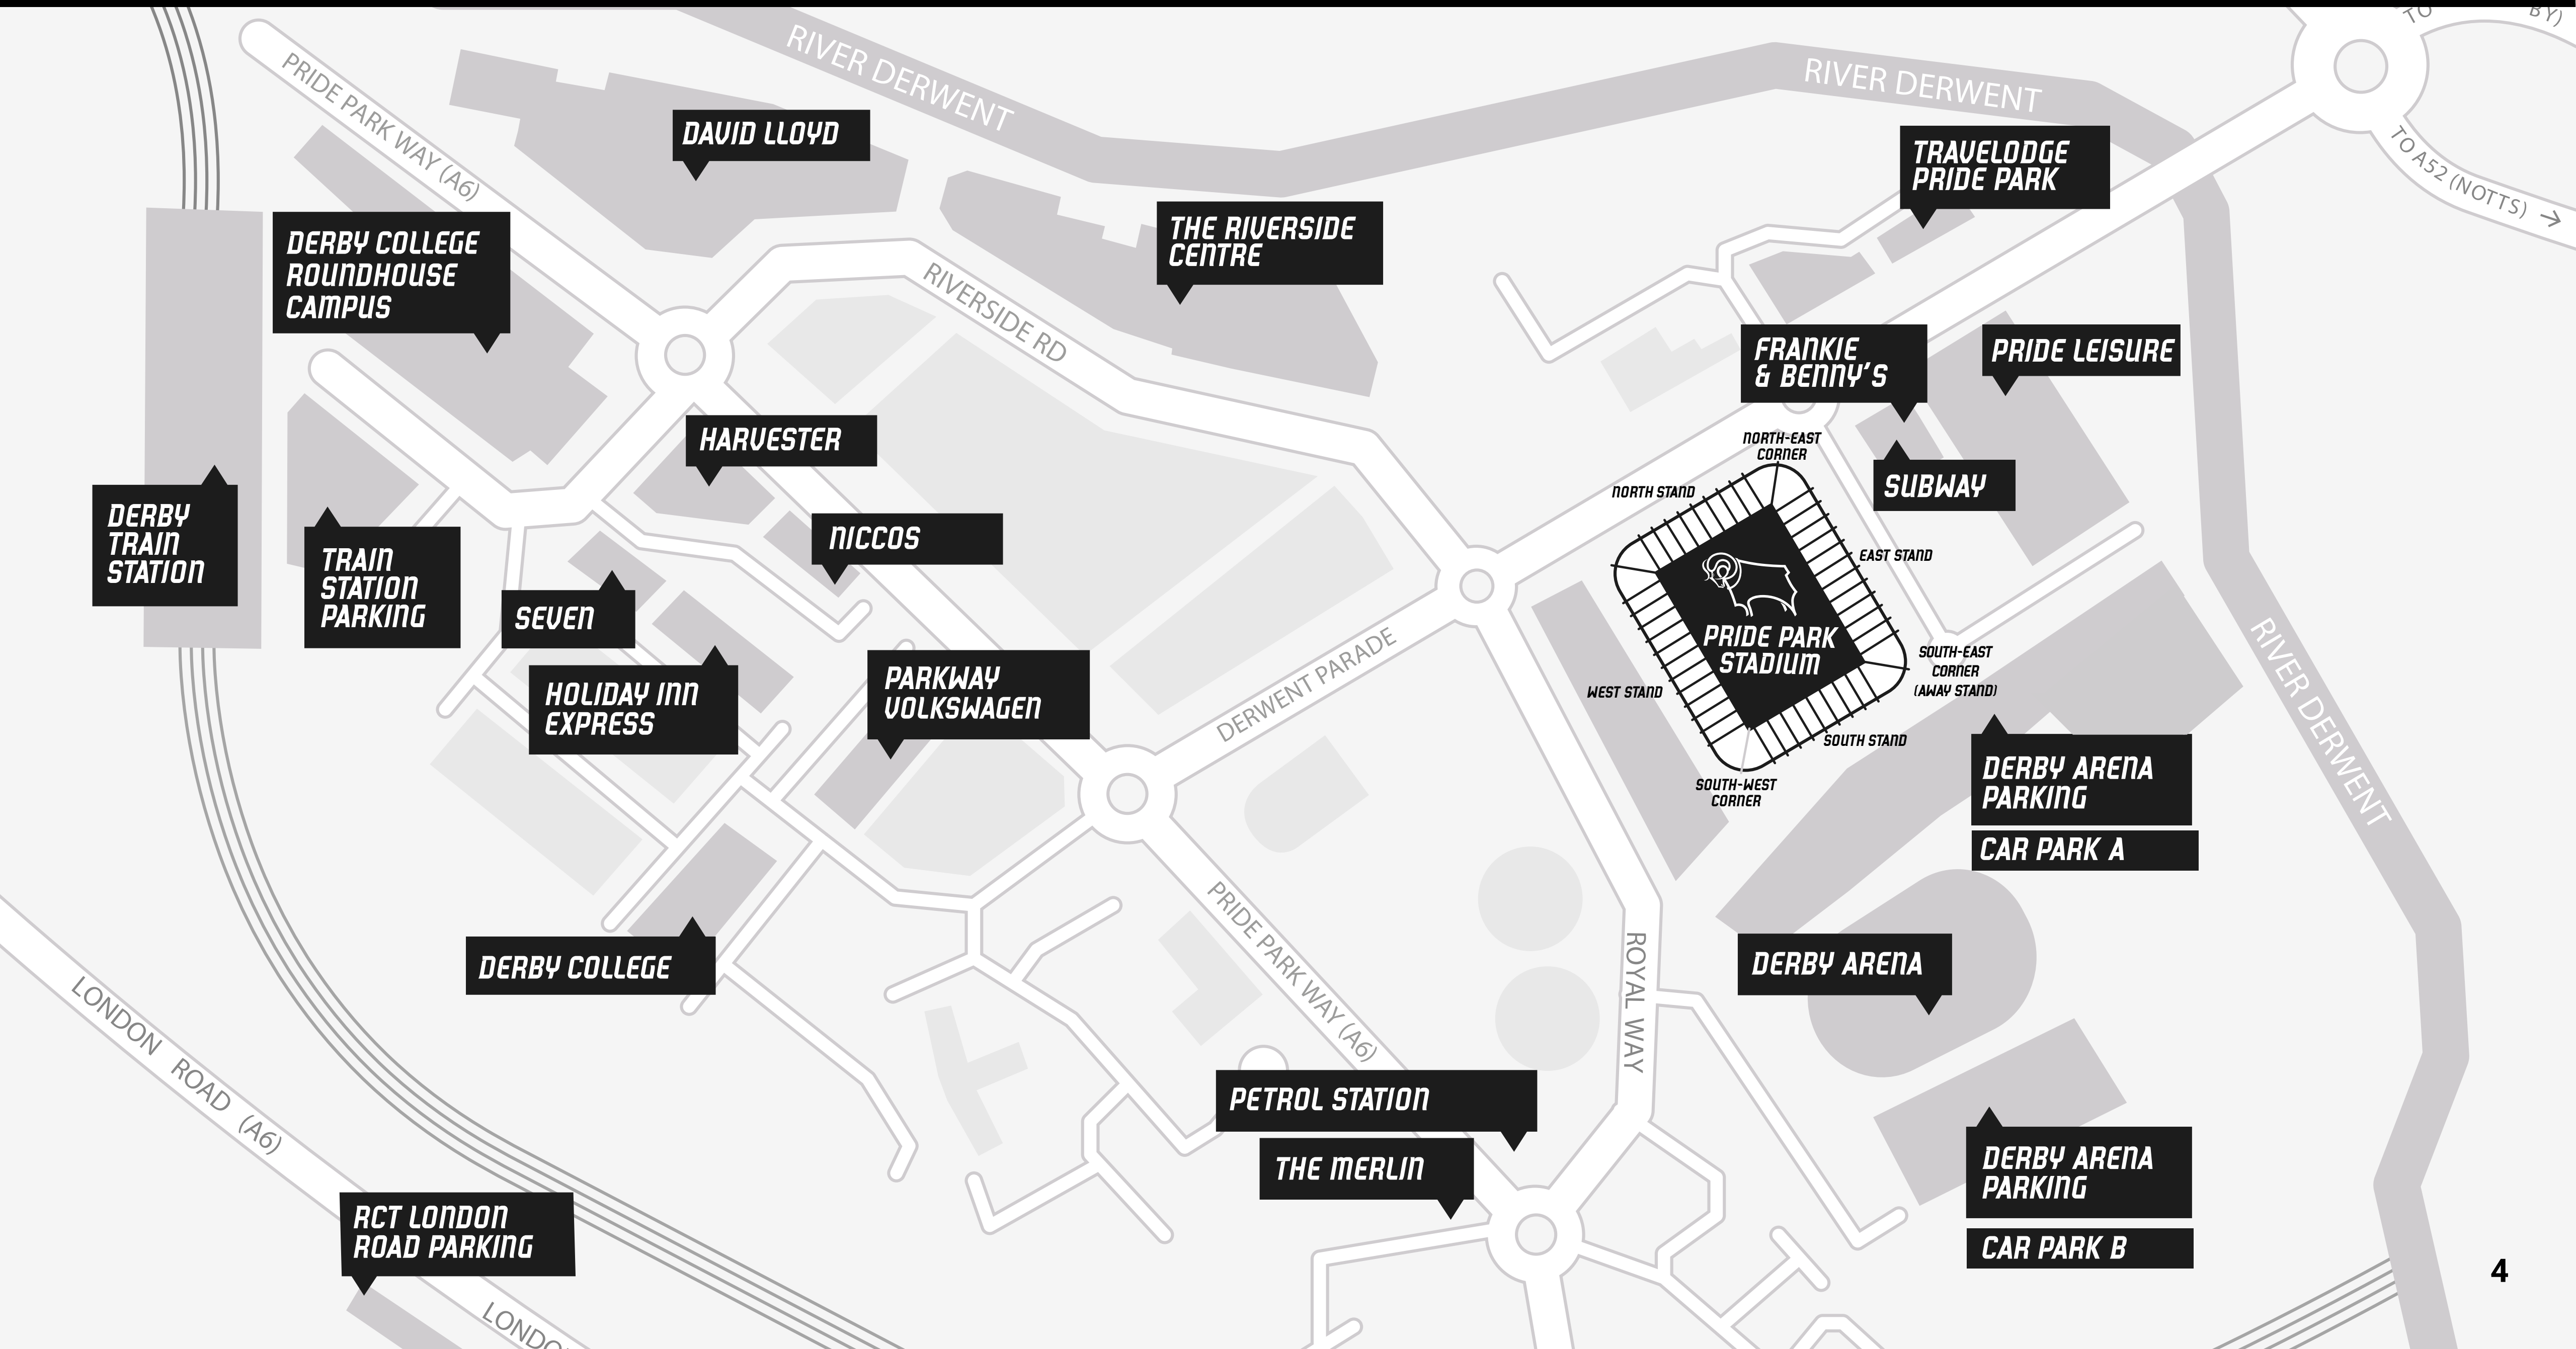 TO
BY)
PRIDE PARK WAY (A6)
RIVER DERWENT
RIVER DERWENT
DAVID LLOYD
TRAVELODGE
PRIDE PARK
TO A52 (NOTTS) →
DERBY COLLEGE
ROUNDHOUSE
CAMPUS
THE RIVERSIDE
CENTRE
RIVERSIDE RD
FRANKIE
& BENNY'S
PRIDE LEISURE
HARVESTER
NORTH-EAST
CORNER
NORTH STAND
SUBWAY
DERBY
TRAIN
STATION
TRAIN
STATION
PARKING
NICCOS
EAST STAND
SEVEN
PRIDE PARK
STADIUM
HOLIDAY INN
EXPRESS
PARKWAY
VOLKSWAGEN
DERWENT PARADE
WEST STAND
SOUTH-EAST
CORNER
(AWAY STAND)
RIVER DERWENT
SOUTH STAND
SOUTH-WEST
CORNER
DERBY ARENA
PARKING
CAR PARK A
DERBY COLLEGE
PRIDE PARK WAY (A6)
ROYAL WAY
DERBY ARENA
LONDON ROAD (A6)
PETROL STATION
THE MERLIN
DERBY ARENA
PARKING
CAR PARK B
RCT LONDON
ROAD PARKING
LONDO
4